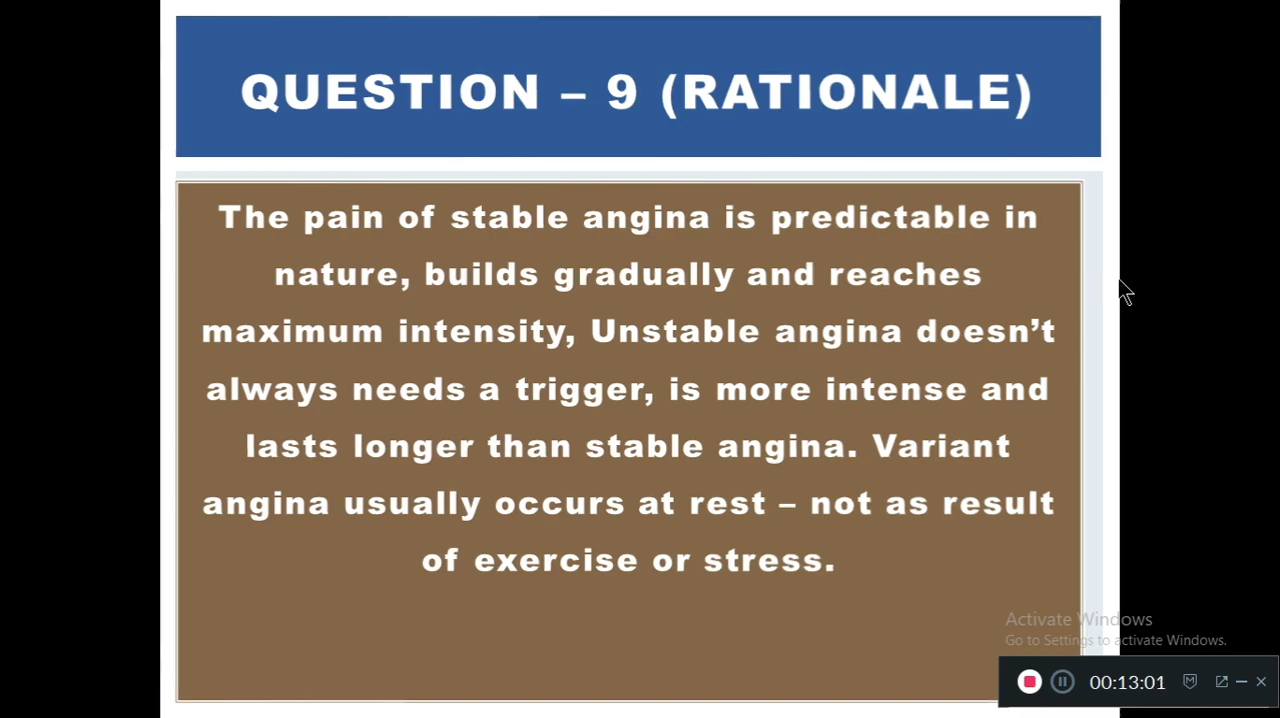 QUESTION – 9 (RATIONALE)
The pain of stable angina is predictable in
nature, builds gradually and reaches
maximum intensity, Unstable angina doesn’t
always needs a trigger, is more intense and
lasts longer than stable angina. Variant
angina usually occurs at rest – not as result
of exercise or stress.
Activate Windows
Go to Settings to activate Windows.
00:13:01